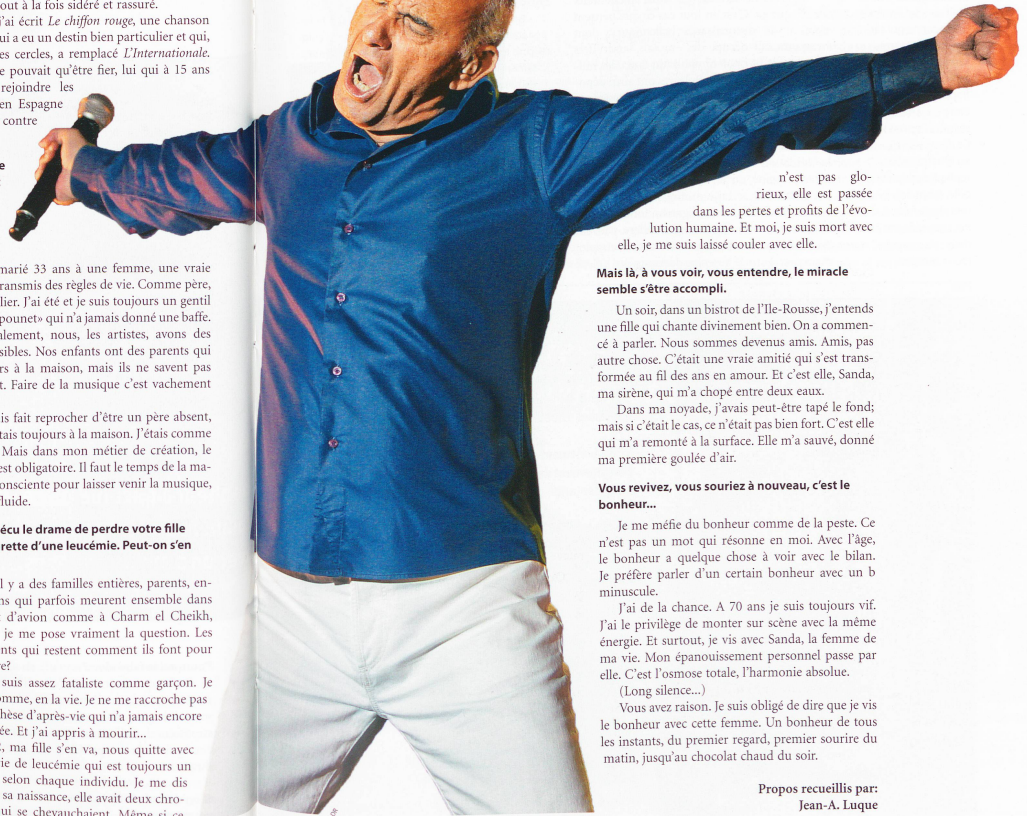 out à la fois sidéré et rassuré.
j'ai écrit Le chiffon rouge, une chanson
ui a eu un destin bien particulier et qui,
es cercles, a remplacé L'Internationale.
e pouvait qu'être fier, lui qui à 15 ans
rejoindre les
en Espagne
contre
e
marié 33 ans à une femme, une vraie
ransmis des règles de vie. Comme père,
lier. J'ai été et je suis toujours un gentil
pounet» qui n'a jamais donné une baffe.
alement, nous, les artistes, avons des
sibles. Nos enfants ont des parents qui
rs à la maison, mais ils ne savent pas
t. Faire de la musique c'est vachement
is fait reprocher d'être un père absent,
tais toujours à la maison. J'étais comme
Mais dans mon métier de création, le
est obligatoire. Il faut le temps de la ma-
onsciente pour laisser venir la musique,
fluide.
écu le drame de perdre votre fille
rette d'une leucémie. Peut-on s'en
l y a des familles entières, parents, en-
ns qui parfois meurent ensemble dans
t d'avion comme à Charm el Cheikh,
je me pose vraiment la question. Les
nts qui restent comment ils font pour
e?
suis assez fataliste comme garçon. Je
omme, en la vie. Je ne me raccroche pas
hèse d'après-vie qui n'a jamais encore
ée. Et j'ai appris à mourir...
, ma fille s'en va, nous quitte avec
ie de leucémie qui est toujours un
selon chaque individu. Je me dis
sa naissance, elle avait deux chro-
ui se chevauchaient. Même si ce
n'est pas glo-
rieux, elle est passée
dans les pertes et profits de l'évo-
lution humaine. Et moi, je suis mort avec
elle, je me suis laissé couler avec elle.
Mais là, à vous voir, vous entendre, le miracle
semble s'être accompli.
Un soir, dans un bistrot de l'Ile-Rousse, j'entends
une fille qui chante divinement bien. On a commen-
cé à parler. Nous sommes devenus amis. Amis, pas
autre chose. C'était une vraie amitié qui s'est trans-
formée au fil des ans en amour. Et c'est elle, Sanda,
ma sirène, qui m'a chopé entre deux eaux.
Dans ma noyade, j'avais peut-être tapé le fond;
mais si c'était le cas, ce n'était pas bien fort. C'est elle
qui m'a remonté à la surface. Elle m'a sauvé, donné
ma première goulée d'air.
Vous revivez, vous souriez à nouveau, c'est le
bonheur...
Je me méfie du bonheur comme de la peste. Ce
n'est pas un mot qui résonne en moi. Avec l'âge,
le bonheur a quelque chose à voir avec le bilan.
Je préfère parler d'un certain bonheur avec un b
minuscule.
J'ai de la chance. A 70 ans je suis toujours vif.
J'ai le privilège de monter sur scène avec la même
énergie. Et surtout, je vis avec Sanda, la femme de
ma vie. Mon épanouissement personnel passe par
elle. C'est l'osmose totale, l'harmonie absolue.
(Long silence...)
Vous avez raison. Je suis obligé de dire que je vis
le bonheur avec cette femme. Un bonheur de tous
les instants, du premier regard, premier sourire du
matin, jusqu'au chocolat chaud du soir.
Propos recueillis par:
Jean-A. Luque